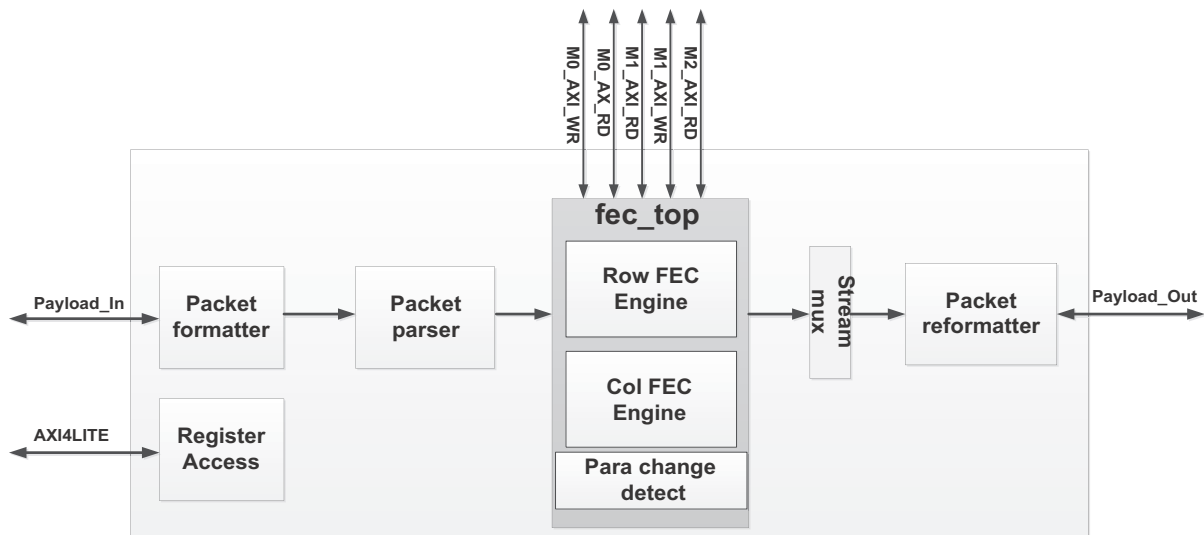 M0_AXI_WR
M0_AX_RD
M1_AXI_RD
M1_AXI_WR
M2_AXI_RD
fec_top
Row FEC
Engine
Col FEC
Engine
Para change
detect
Payload_In
Packet
formatter
Packet
parser
Stream
mux
Packet
reformatter
Payload_Out
AXI4LITE
Register
Access